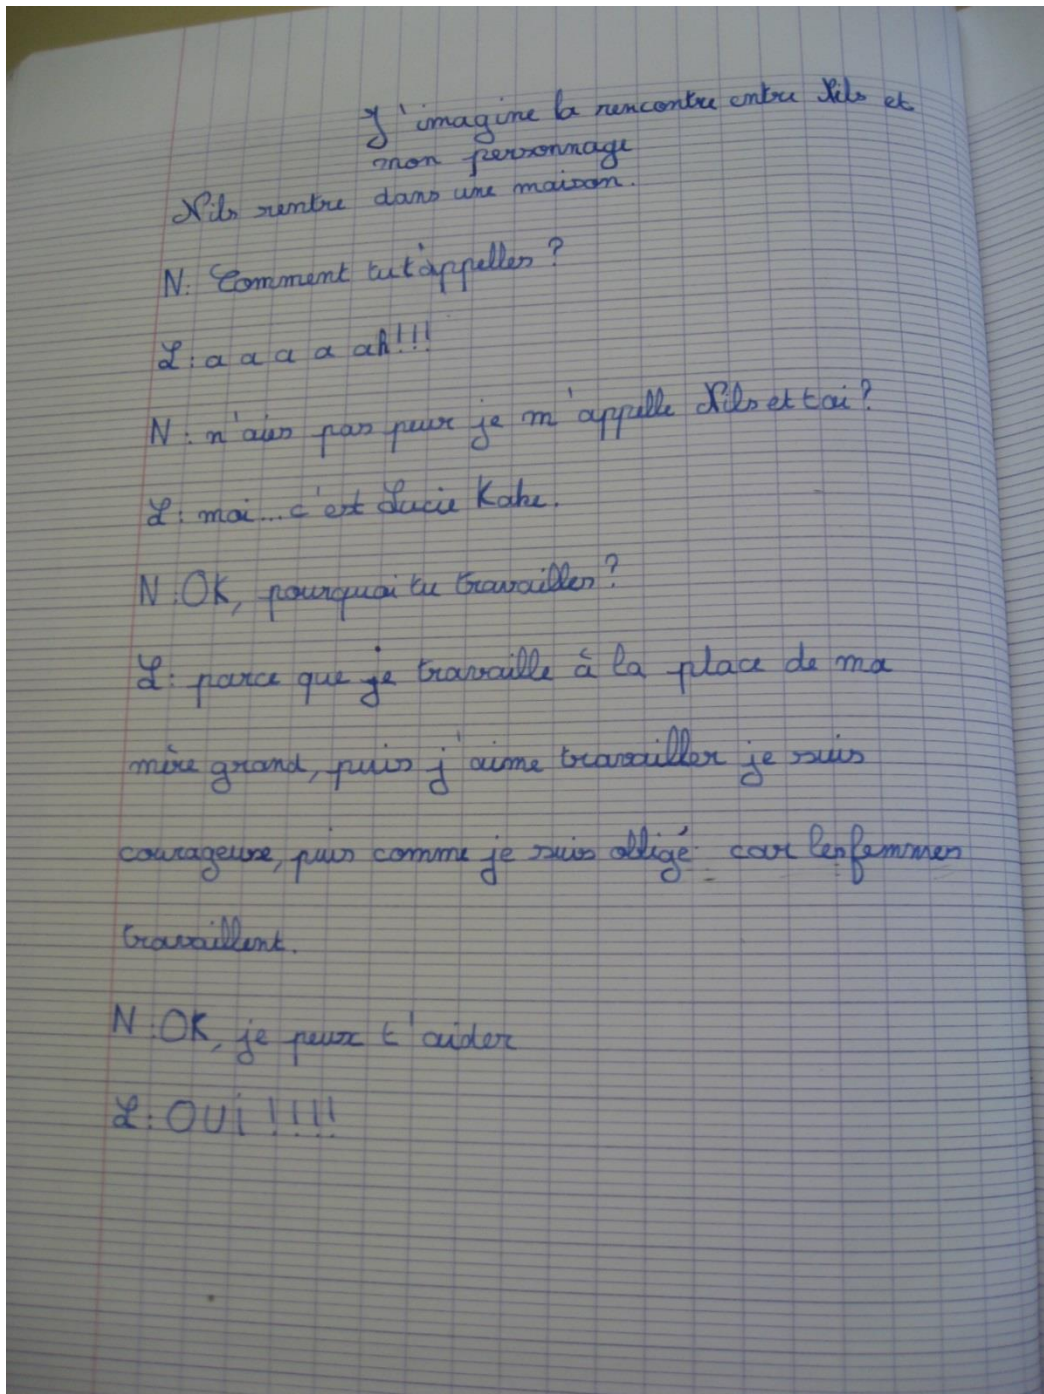 J'imagine la rencontre entre Nils et
mon personnage
Nils rentre dans une maison.
N: Comment tu t'appelles ?
L: a a a a ah!!!
N: n'ais pas peur je m'appelle Nils et toi ?
L: moi... c'est Lucie Kahe.
N: OK, pourquoi tu travailles ?
L: parce que je travaille à la place de ma
mère grand, puis j'aime travailler je suis
courageuse, puis comme je suis obligé car les femmes
travaillent.
N: OK, je peux t'aider
L: OUi !!!!!